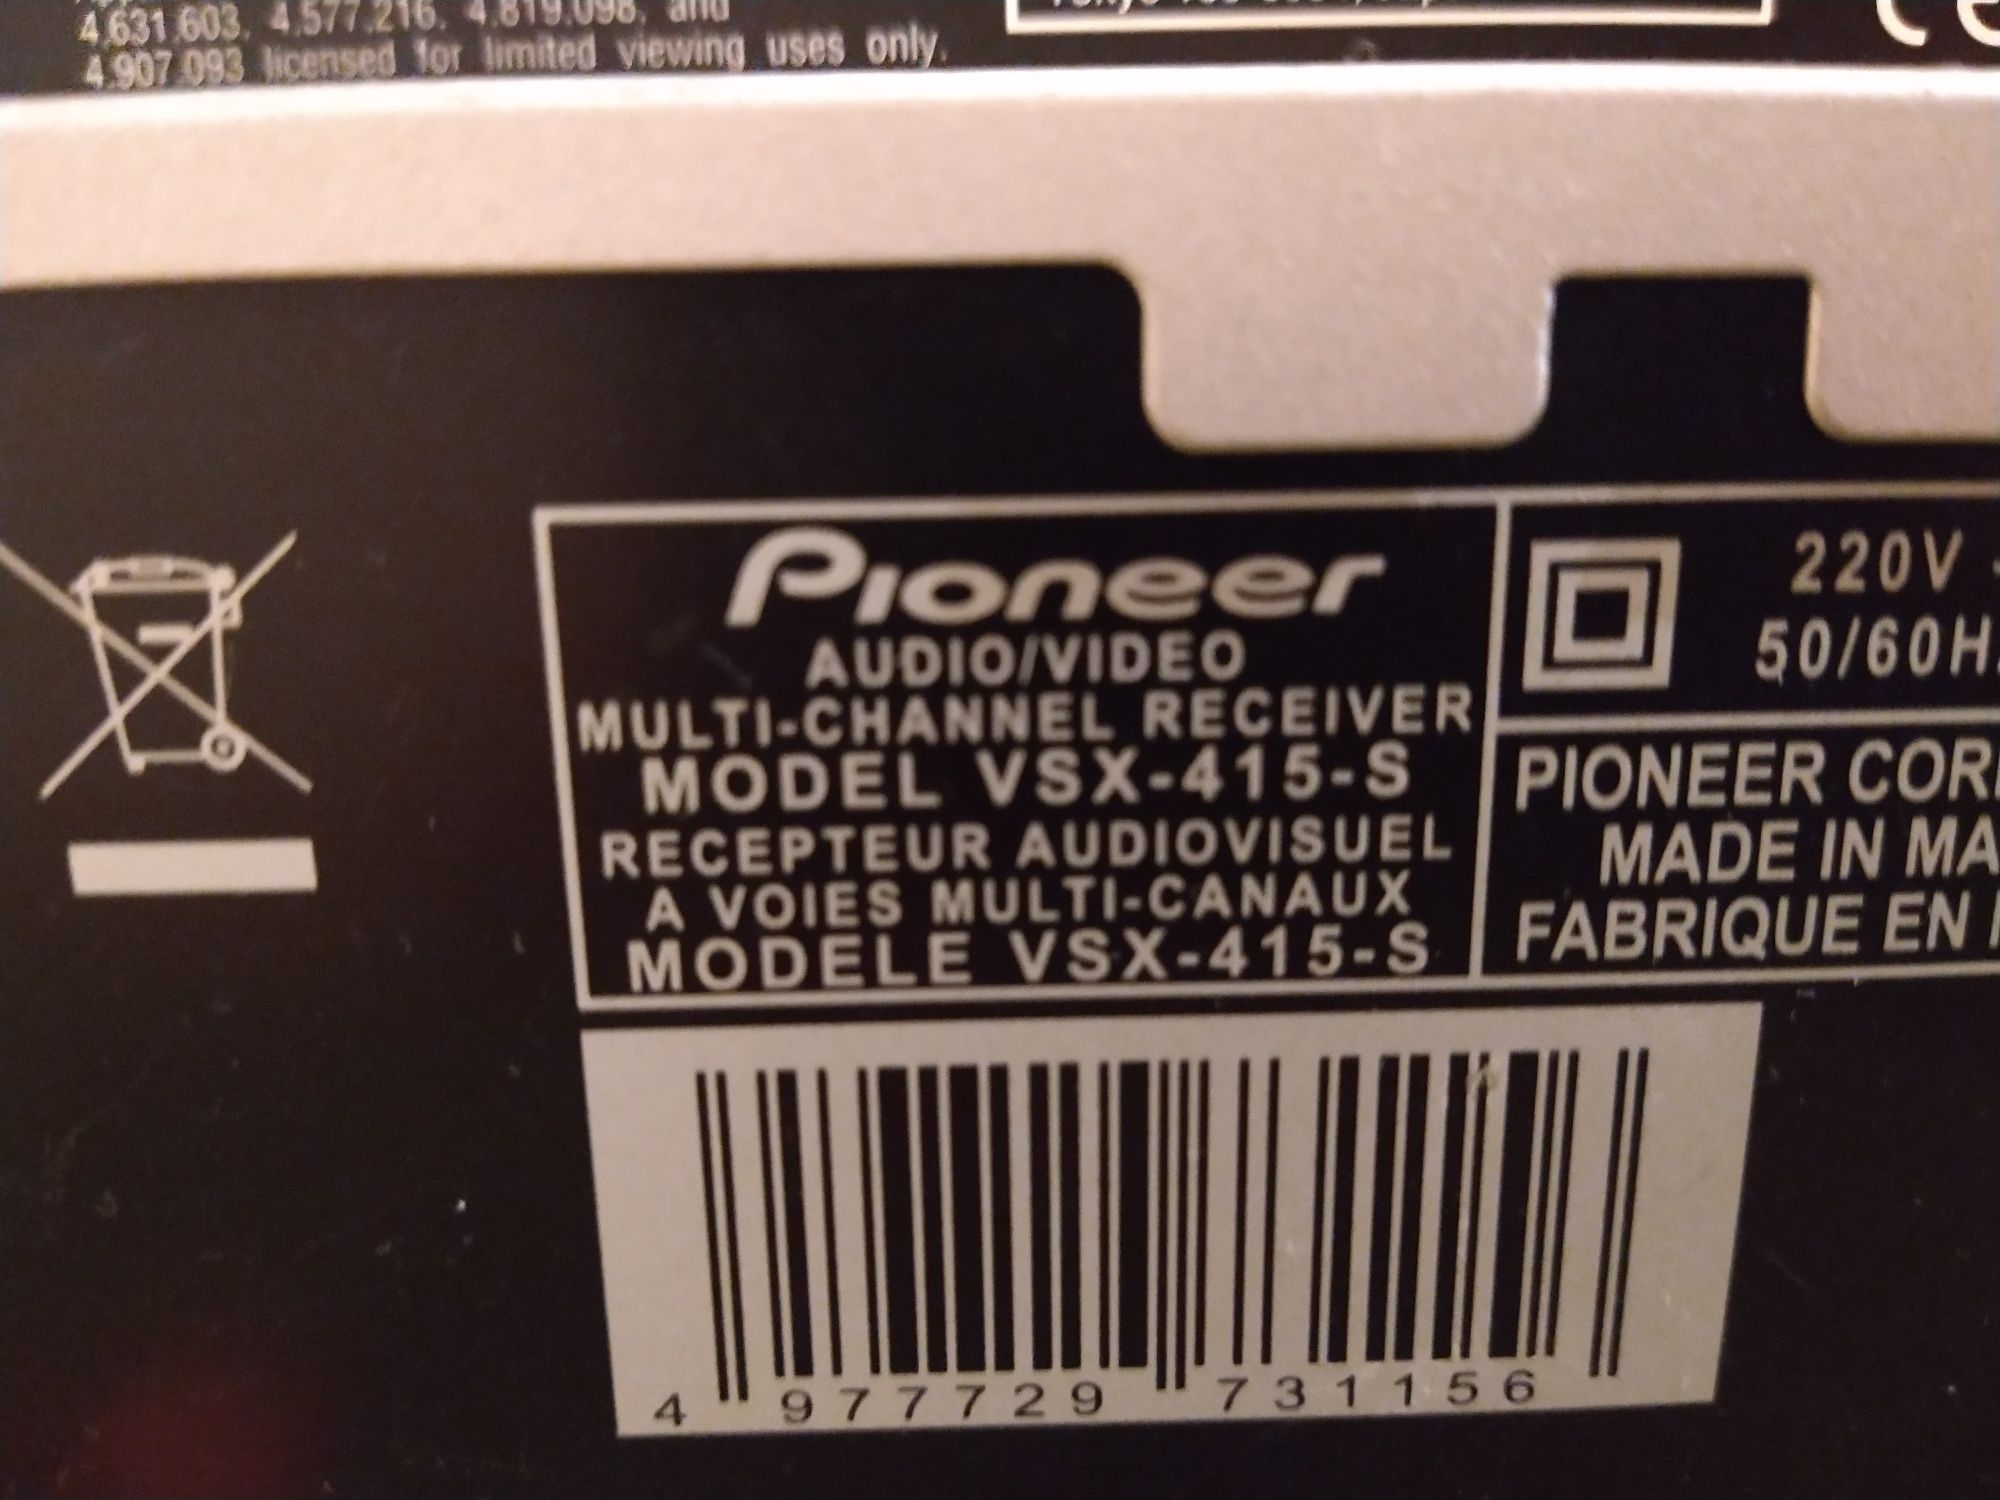 4,631,603, 4,577,216, 4,819,098, and
4,907,093 licensed for limited viewing uses only.
Pioneer
AUDIO/VIDEO
MULTI-CHANNEL RECEIVER
MODEL VSX-415-S
RECEPTEUR AUDIOVISUEL
A VOIES MULTI-CANAUX
MODELE VSX-415-S
220V
50/60H
PIONEER COR
MADE IN MA
FABRIQUE EN
4 977729 731156